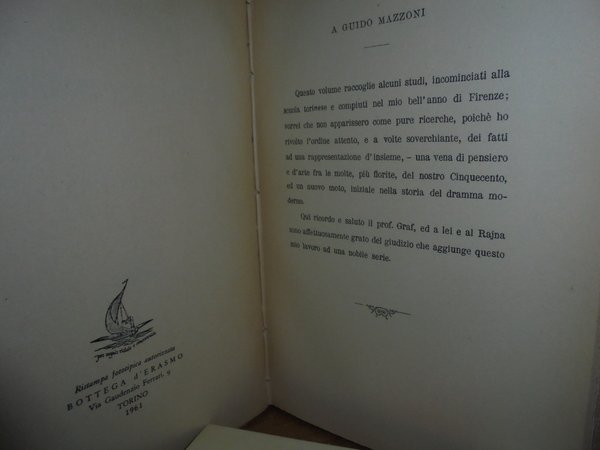 Ristampa fototipica autorizzata
BOTTEGA d'ERASMO
Via Gaudenzio Ferrari, 9
TORINO
1961
A GUIDO MAZZONI
Questo volume raccoglie alcuni studi, incominciati alla
scuola torinese e compiuti nel mio bell'anno di Firenze;
vorrei che non apparissero come pure ricerche, poichè ho
rivolto l'ordine attento, e a volte soverchiante, dei fatti
ad una rappresentazione d'insieme, - una vena di pensiero
e d'arte fra le molte, più fiorite, del nostro Cinquecento,
ed un nuovo moto, iniziale nella storia del dramma mo-
derno.
Qui ricordo e saluto il prof. Graf, ed a lei e al Rajna
sono affettuosamente grato del giudizio che aggiunge questo
mio lavoro ad una nobile serie.